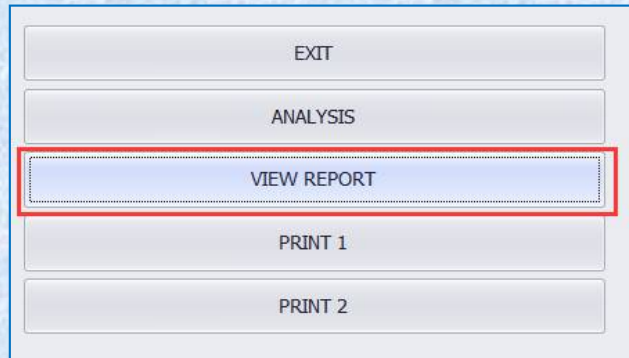 EXIT
ANALYSIS
VIEW REPORT
PRINT 1
PRINT 2